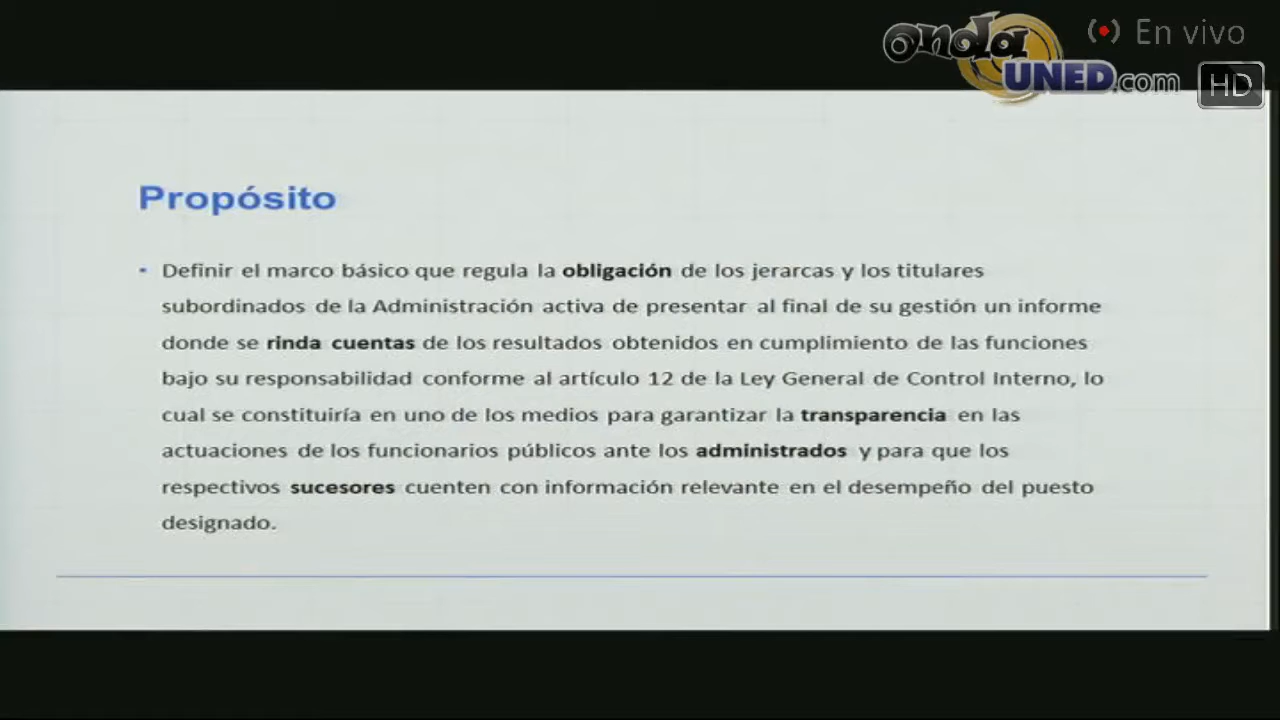 onda
UNED.com
En vivo
HD
Propósito
• Definir el marco básico que regula la obligación de los jerarcas y los titulares
subordinados de la Administración activa de presentar al final de su gestión un informe
donde se rinda cuentas de los resultados obtenidos en cumplimiento de las funciones
bajo su responsabilidad conforme al artículo 12 de la Ley General de Control Interno, lo
cual se constituiría en uno de los medios para garantizar la transparencia en las
actuaciones de los funcionarios públicos ante los administrados y para que los
respectivos sucesores cuenten con información relevante en el desempeño del puesto
designado.